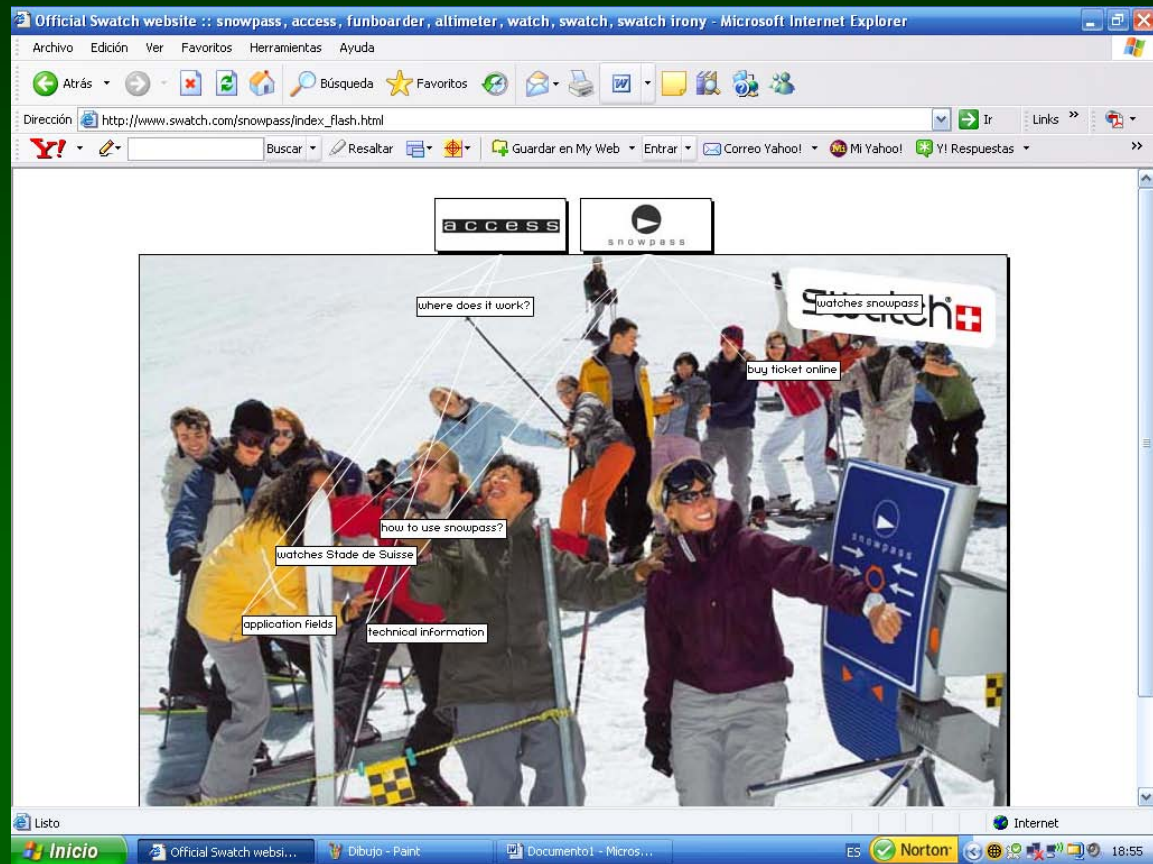 Official Swatch website :: snowpass, access, funboarder, altimeter, watch, swatch, swatch irony - Microsoft Internet Explorer
Archivo Edición Ver Favoritos Herramientas Ayuda
Atrás Búsqueda Favoritos
Dirección http://www.swatch.com/snowpass/index_flash.html Ir Links »
Y! Buscar Resaltar Guardar en My Web Entrar Correo Yahoo! Mi Yahoo! Y! Respuestas »
access
snowpass
where does it work?
swatch
watches snowpass
buy ticket online
how to use snowpass?
snowpass
watches Stade de Suisse
application fields
technical information
Listo Internet
Inicio Official Swatch websi... Dibujo - Paint Documento1 - Micros... ES Norton 18:55